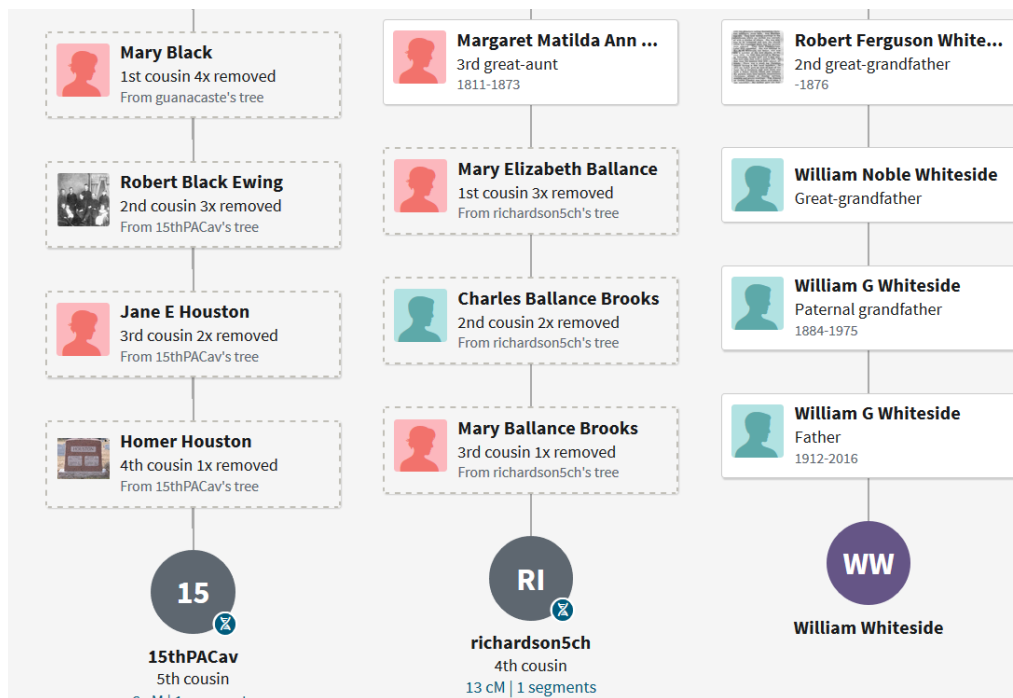 Mary Black
1st cousin 4x removed
From guanacaste's tree
Robert Black Ewing
2nd cousin 3x removed
From 15thPACav's tree
Jane E Houston
3rd cousin 2x removed
From 15thPACav's tree
Homer Houston
4th cousin 1x removed
From 15thPACav's tree
15
15thPACav
5th cousin
Margaret Matilda Ann ...
3rd great-aunt
1811-1873
Mary Elizabeth Ballance
1st cousin 3x removed
From richardson5ch's tree
Charles Ballance Brooks
2nd cousin 2x removed
From richardson5ch's tree
Mary Ballance Brooks
3rd cousin 1x removed
From richardson5ch's tree
RI
richardson5ch
4th cousin
13 cM | 1 segments
Robert Ferguson White...
2nd great-grandfather
-1876
William Noble Whiteside
Great-grandfather
William G Whiteside
Paternal grandfather
1884-1975
William G Whiteside
Father
1912-2016
WW
William Whiteside